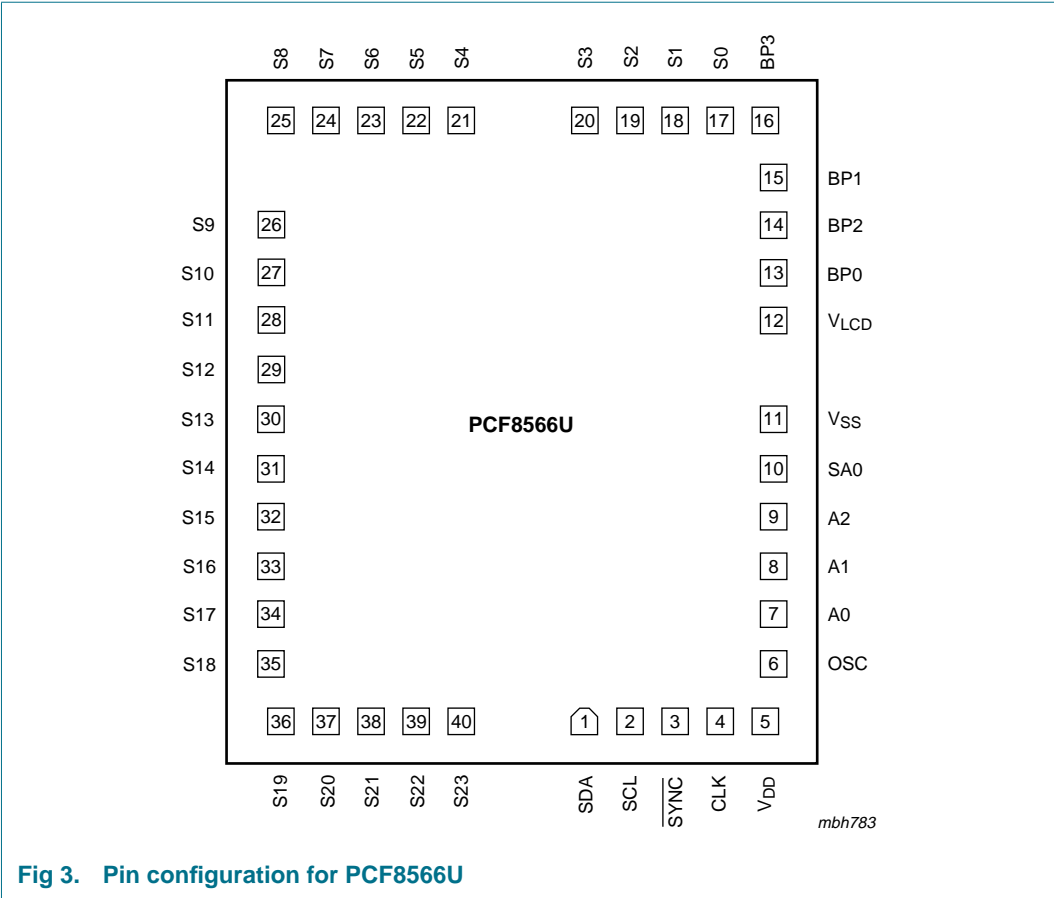 S8 S7 S6 S5 S4 S3 S2 S1 S0 BP3
25 24 23 22 21 20 19 18 17 16
15 BP1
S9 26 14 BP2
S10 27 13 BP0
S11 28 12 VLCD
S12 29
S13 30 PCF8566U 11 VSS
S14 31 10 SA0
S15 32 9 A2
S16 33 8 A1
S17 34 7 A0
S18 35 6 OSC
36 37 38 39 40 1 2 3 4 5
S19 S20 S21 S22 S23 SDA SCL SYNC CLK VDD
mbh783
Fig 3. Pin configuration for PCF8566U